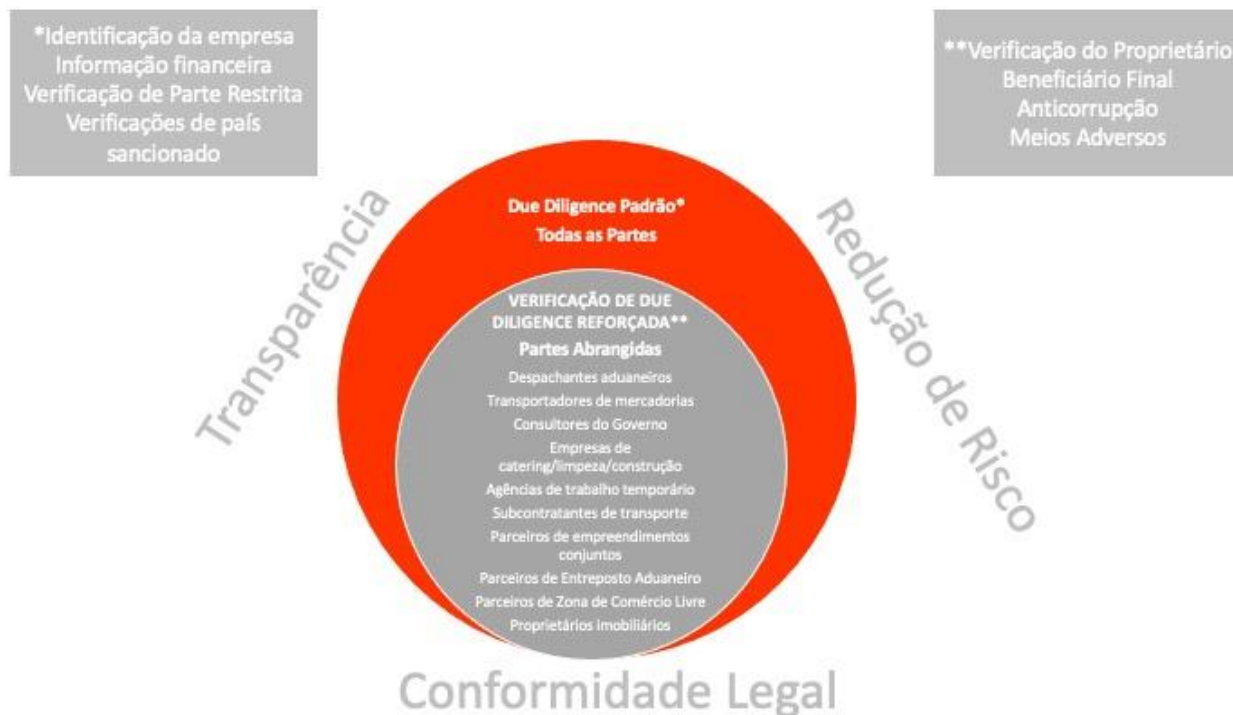 *Identificação da empresa
Informação financeira
Verificação de Parte Restrita
Verificações de país
sancionado
**Verificação do Proprietário
Beneficiário Final
Anticorrupção
Meios Adversos
Transparência
Redução de Risco
Due Diligence Padrão*
Todas as Partes
VERIFICAÇÃO DE DUE
DILIGENCE REFORÇADA**
Partes Abrangidas
Despachantes aduaneiros
Transportadores de mercadorias
Consultores do Governo
Empresas de
catering/limpeza/construção
Agências de trabalho temporário
Subcontratantes de transporte
Parceiros de empreendimentos
conjuntos
Parceiros de Entreposto Aduaneiro
Parceiros de Zona de Comércio Livre
Proprietários imobiliários
Conformidade Legal